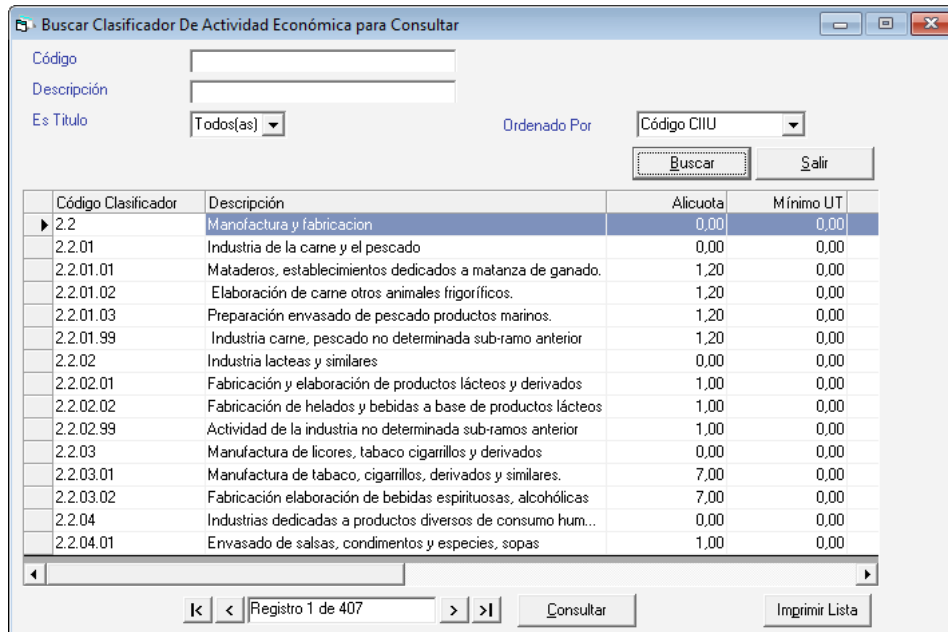 Buscar Clasificador De Actividad Económica para Consultar
Código
Descripción
Es Titulo Todos(as) Ordenado Por Código CIIU
Buscar Salir
Código Clasificador Descripción Alicuota Mínimo UT
2.2 Manofactura y fabricacion 0,00 0,00
2.2.01 Industria de la carne y el pescado 0,00 0,00
2.2.01.01 Mataderos, establecimientos dedicados a matanza de ganado. 1,20 0,00
2.2.01.02 Elaboración de carne otros animales frigoríficos. 1,20 0,00
2.2.01.03 Preparación envasado de pescado productos marinos. 1,20 0,00
2.2.01.99 Industria carne, pescado no determinada sub-ramo anterior 1,20 0,00
2.2.02 Industria lacteas y similares 0,00 0,00
2.2.02.01 Fabricación y elaboración de productos lácteos y derivados 1,00 0,00
2.2.02.02 Fabricación de helados y bebidas a base de productos lácteos 1,00 0,00
2.2.02.99 Actividad de la industria no determinada sub-ramos anterior 1,00 0,00
2.2.03 Manufactura de licores, tabaco cigarrillos y derivados 0,00 0,00
2.2.03.01 Manufactura de tabaco, cigarrillos, derivados y similares. 7,00 0,00
2.2.03.02 Fabricación elaboración de bebidas espirituosas, alcohólicas 7,00 0,00
2.2.04 Industrias dedicadas a productos diversos de consumo hum... 0,00 0,00
2.2.04.01 Envasado de salsas, condimentos y especies, sopas 1,00 0,00
Registro 1 de 407 Consultar Imprimir Lista